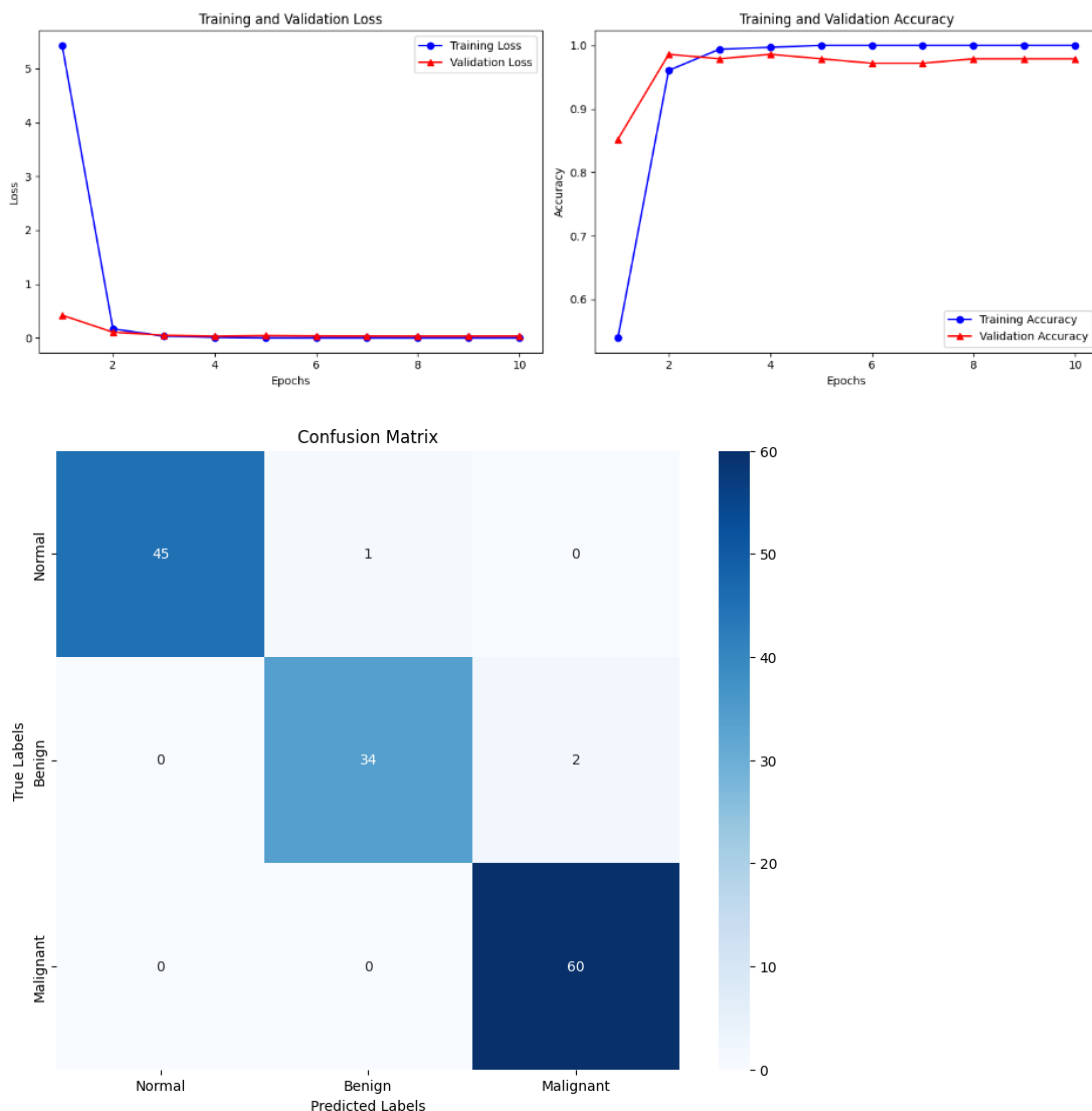 Training and Validation Loss
Training Loss
Validation Loss
5
4
3
2
1
0
Loss
2
4
6
8
10
Epochs
Training and Validation Accuracy
1.0
0.9
0.8
0.7
0.6
Accuracy
Training Accuracy
Validation Accuracy
2
4
6
8
10
Epochs
Confusion Matrix
True Labels
Normal
45
1
0
Benign
0
34
2
Malignant
0
0
60
Normal
Benign
Malignant
Predicted Labels
60
50
40
30
20
10
0